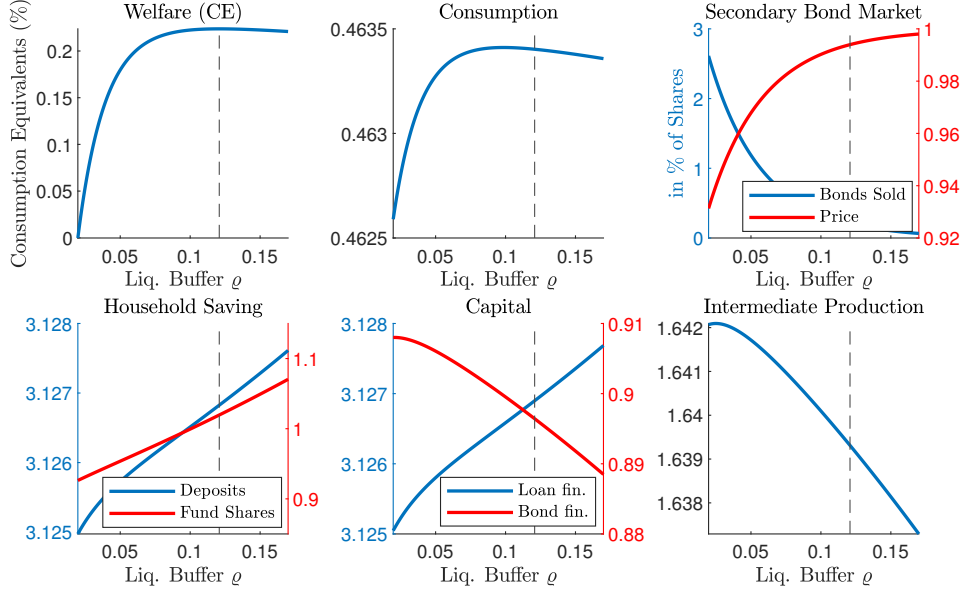 Welfare (CE)
Consumption Equivalents (%)
0.2
0.15
0.1
0.05
0
0.05 0.1 0.15
Liq. Buffer ϱ
Consumption
0.4635
0.463
0.4625
0.05 0.1 0.15
Liq. Buffer ϱ
Secondary Bond Market
in % of Shares
3
2
1
0
1
0.98
0.96
0.94
0.92
Bonds Sold
Price
0.05 0.1 0.15
Liq. Buffer ϱ
Household Saving
3.128
3.127
3.126
3.125
1.1
1
0.9
Deposits
Fund Shares
0.05 0.1 0.15
Liq. Buffer ϱ
Capital
3.128
3.127
3.126
3.125
0.91
0.9
0.89
0.88
Loan fin.
Bond fin.
0.05 0.1 0.15
Liq. Buffer ϱ
Intermediate Production
1.642
1.641
1.64
1.639
1.638
0.05 0.1 0.15
Liq. Buffer ϱ